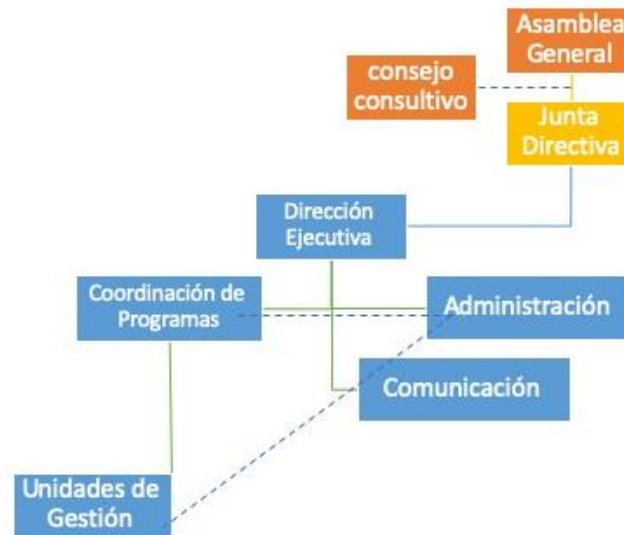 Asamblea
General
consejo
consultivo
Junta
Directiva
Dirección
Ejecutiva
Coordinación de
Programas
Administración
Comunicación
Unidades de
Gestión